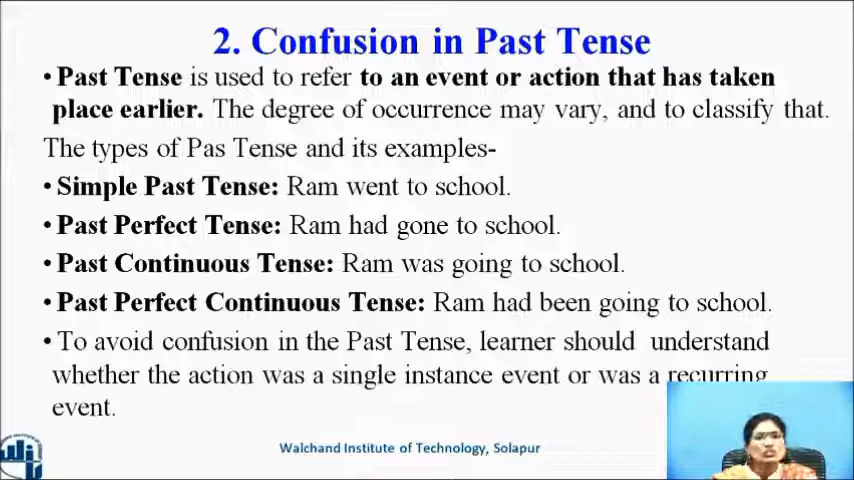 2. Confusion in Past Tense
•Past Tense is used to refer to an event or action that has taken
place earlier. The degree of occurrence may vary, and to classify that.
The types of Pas Tense and its examples-
•Simple Past Tense: Ram went to school.
•Past Perfect Tense: Ram had gone to school.
•Past Continuous Tense: Ram was going to school.
•Past Perfect Continuous Tense: Ram had been going to school.
•To avoid confusion in the Past Tense, learner should understand
whether the action was a single instance event or was a recurring
event.
Walchand Institute of Technology, Solapur